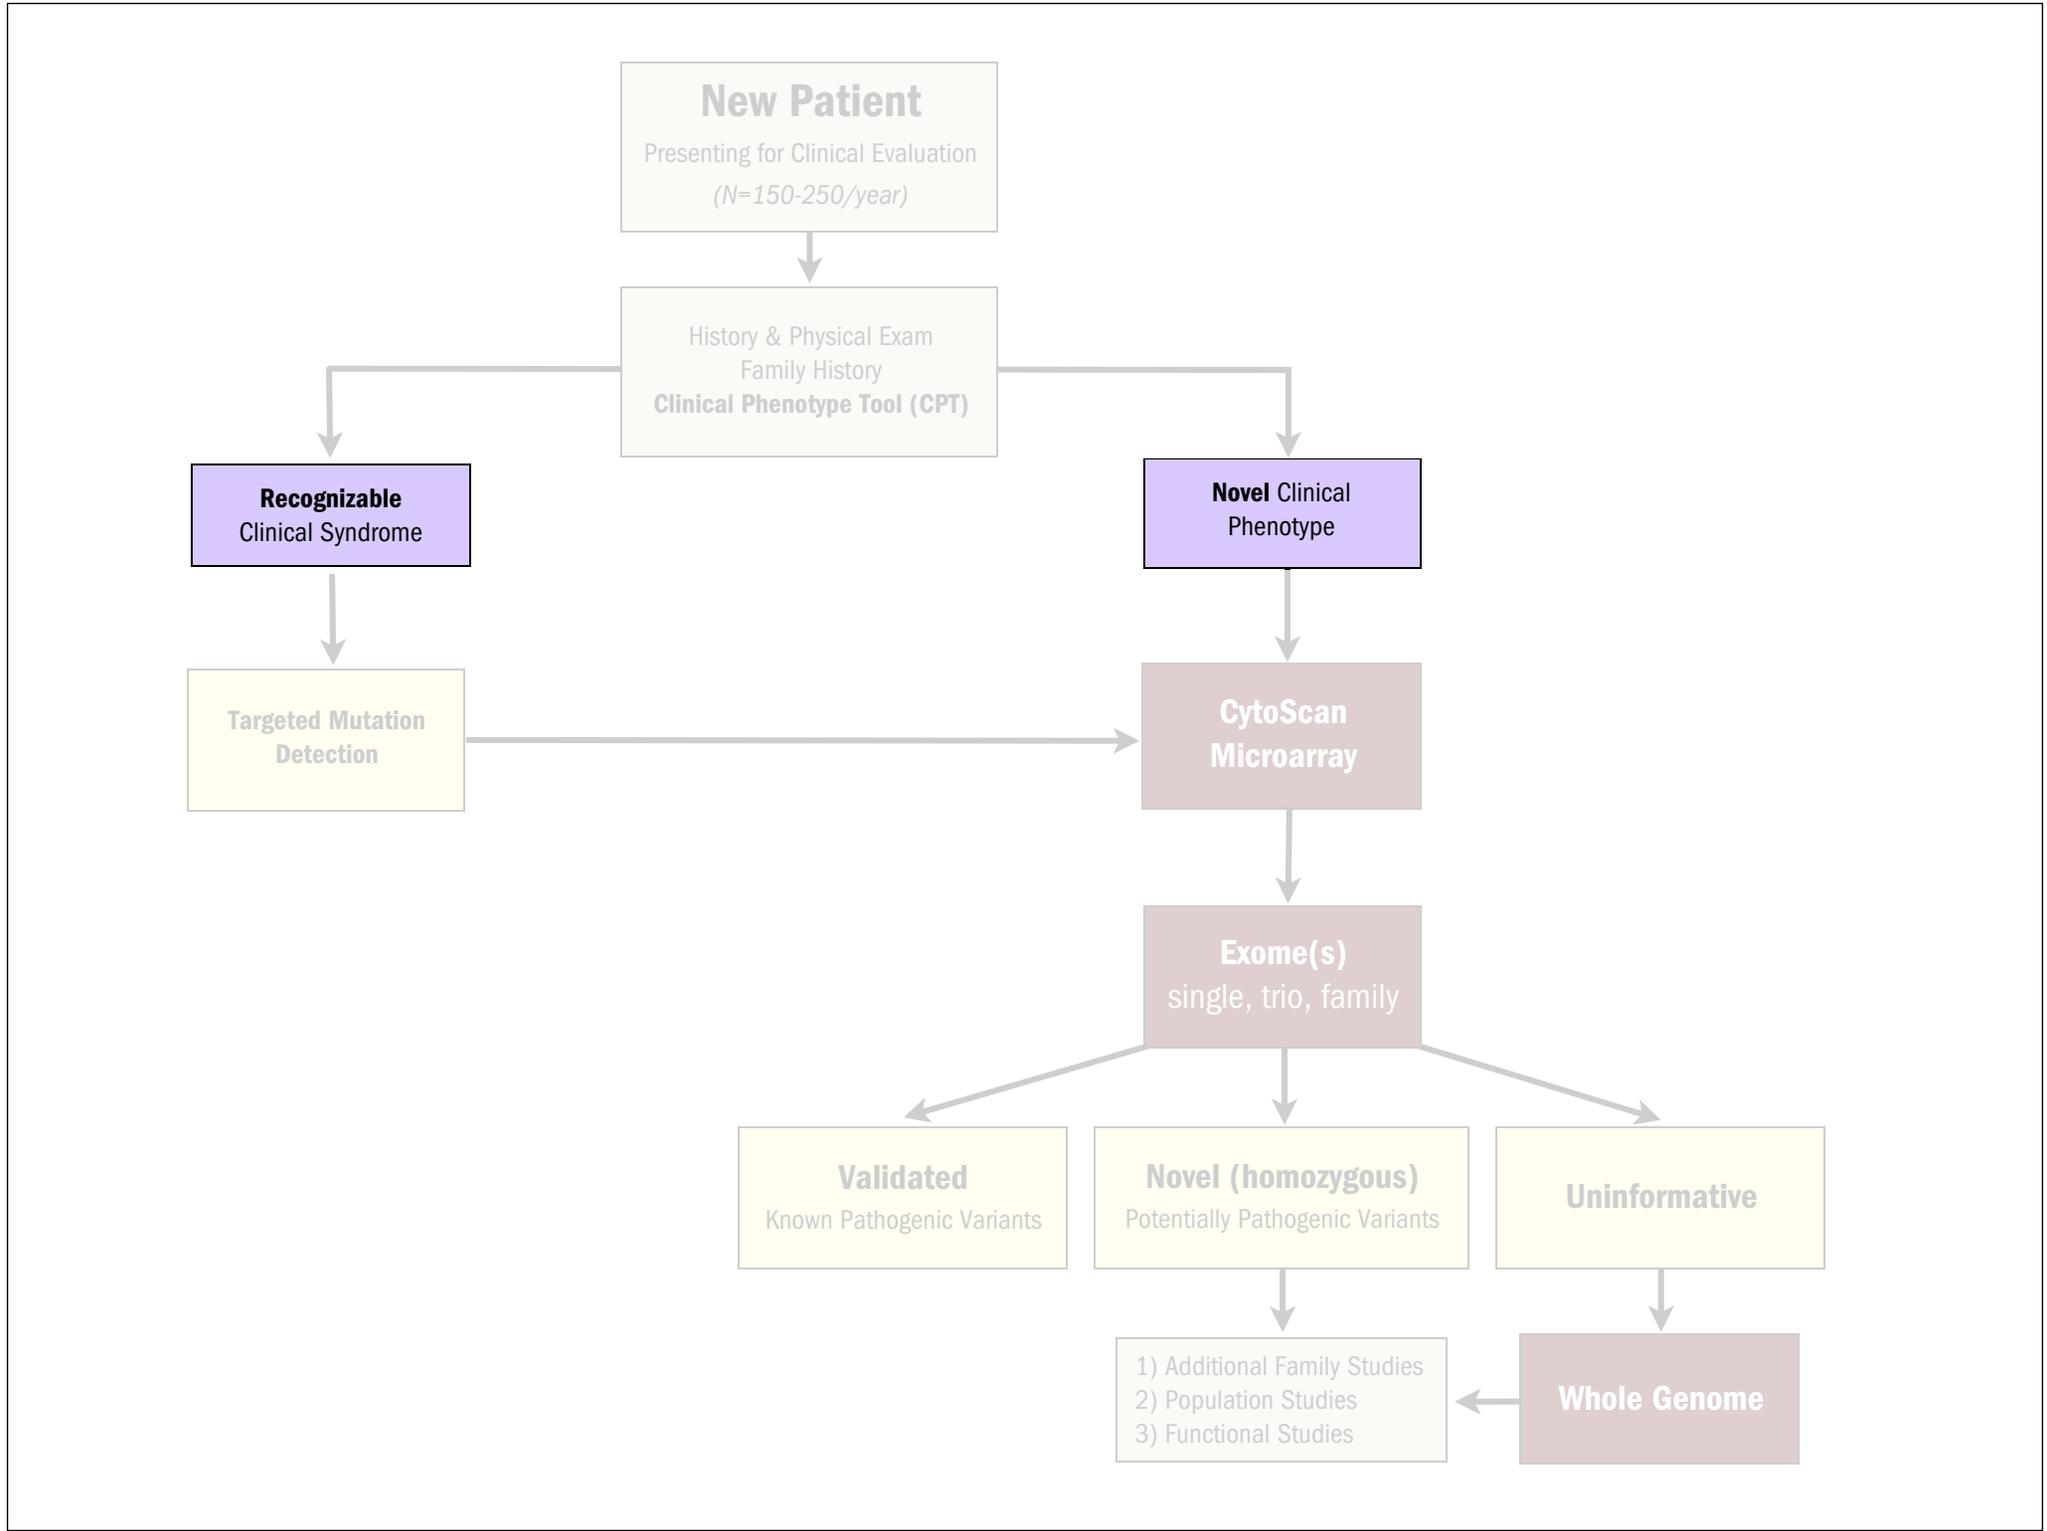 New Patient
Presenting for Clinical Evaluation
(N=150-250/year)
History & Physical Exam
Family History
Clinical Phenotype Tool (CPT)
Recognizable
Clinical Syndrome
Novel Clinical
Phenotype
Targeted Mutation
Detection
CytoScan
Microarray
Exome(s)
single, trio, family
Validated
Known Pathogenic Variants
Novel (homozygous)
Potentially Pathogenic Variants
Uninformative
1) Additional Family Studies
2) Population Studies
3) Functional Studies
Whole Genome